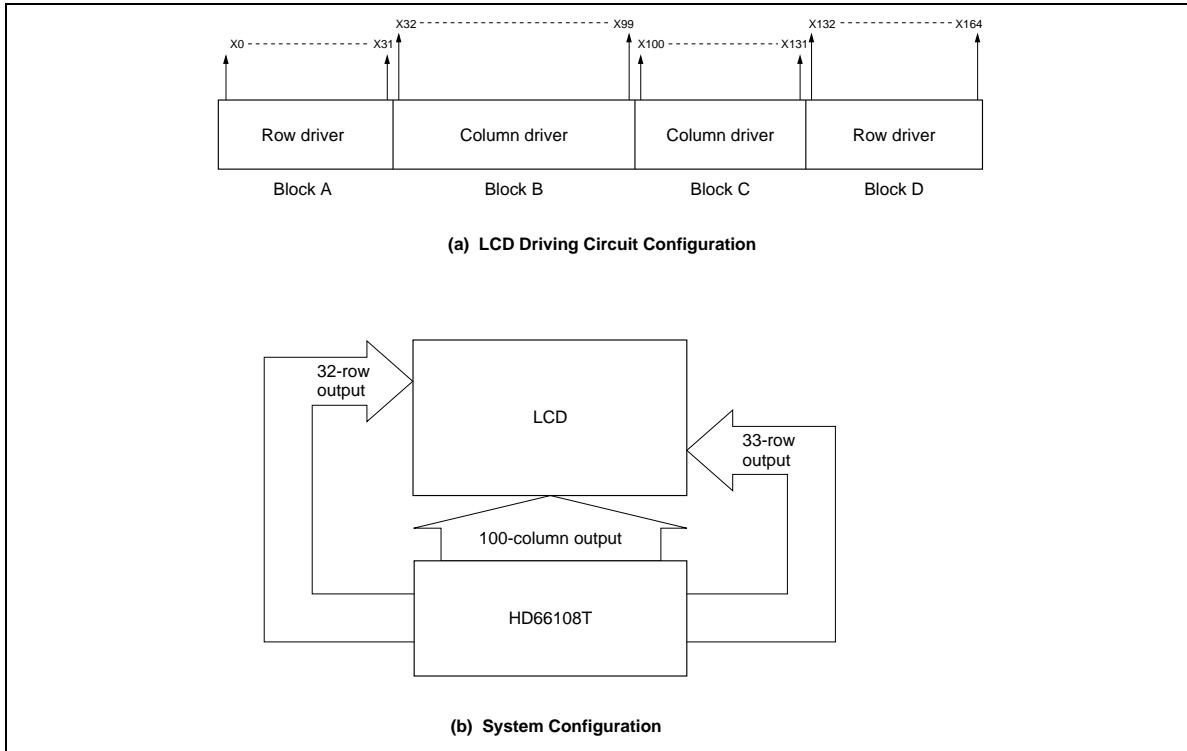 X32 X99 X132 X164
X0 X31 X100 X131
Row driver Column driver Column driver Row driver
Block A Block B Block C Block D
(a) LCD Driving Circuit Configuration
32-row
output
LCD
33-row
output
100-column output
HD66108T
(b) System Configuration